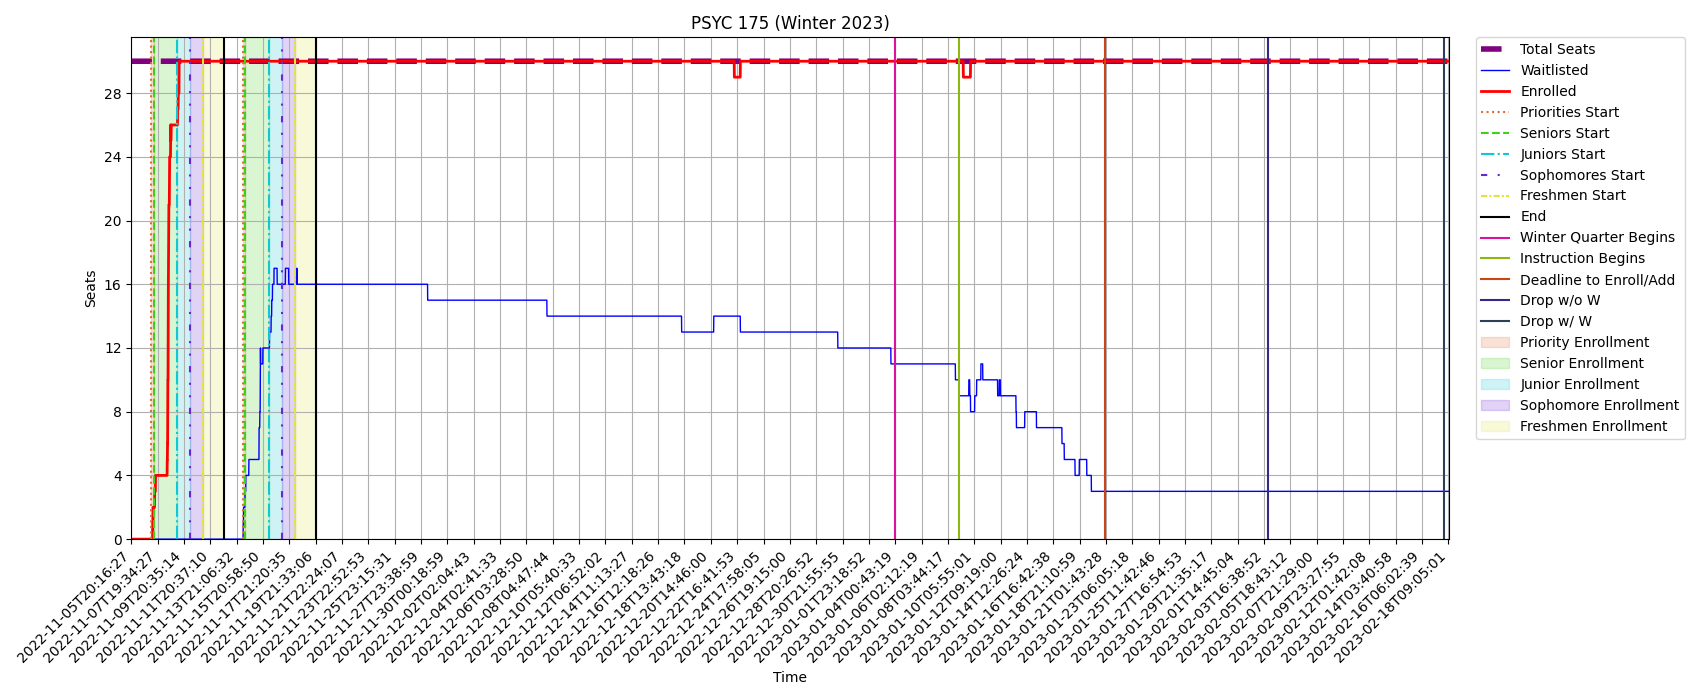 PSYC 175 (Winter 2023)
Seats
28
24
20
16
12
8
4
0
2022-11-05T20:16:27
2022-11-07T19:34:27
2022-11-09T20:35:14
2022-11-11T20:37:10
2022-11-13T21:06:32
2022-11-15T20:58:50
2022-11-17T21:20:35
2022-11-19T21:33:06
2022-11-21T22:24:07
2022-11-23T22:52:53
2022-11-25T23:15:31
2022-11-27T23:38:59
2022-11-30T00:18:59
2022-12-02T02:04:43
2022-12-04T02:41:33
2022-12-06T03:28:50
2022-12-08T04:47:44
2022-12-10T05:40:33
2022-12-12T06:52:02
2022-12-14T11:13:27
2022-12-16T12:18:26
2022-12-18T13:43:18
2022-12-20T14:46:00
2022-12-22T16:41:53
2022-12-24T17:58:05
2022-12-26T19:15:00
2022-12-28T20:26:52
2022-12-30T21:55:55
2023-01-01T23:18:52
2023-01-04T00:43:19
2023-01-06T02:12:19
2023-01-08T03:44:17
2023-01-10T05:55:01
2023-01-12T09:19:00
2023-01-14T12:26:24
2023-01-16T16:42:38
2023-01-18T21:10:59
2023-01-21T01:43:28
2023-01-23T06:05:18
2023-01-25T11:42:46
2023-01-27T16:54:53
2023-01-29T21:35:17
2023-02-01T14:45:04
2023-02-03T16:38:52
2023-02-05T18:43:12
2023-02-07T21:29:00
2023-02-09T23:27:55
2023-02-12T01:42:08
2023-02-14T03:40:58
2023-02-16T06:02:39
2023-02-18T09:05:01
Time
Total Seats
Waitlisted
Enrolled
Priorities Start
Seniors Start
Juniors Start
Sophomores Start
Freshmen Start
End
Winter Quarter Begins
Instruction Begins
Deadline to Enroll/Add
Drop w/o W
Drop w/ W
Priority Enrollment
Senior Enrollment
Junior Enrollment
Sophomore Enrollment
Freshmen Enrollment